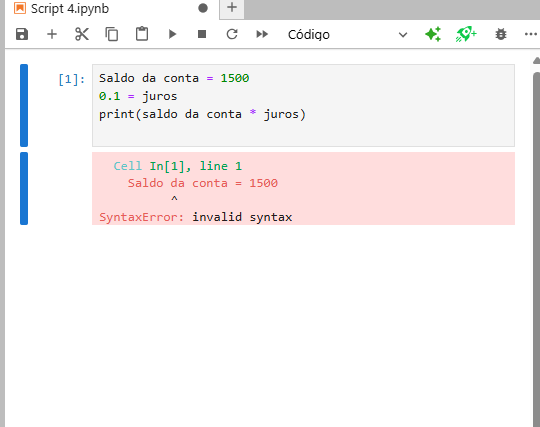 Script 4.ipynb
Código
[1]:
Saldo da conta = 1500
0.1 = juros
print(saldo da conta * juros)
Cell In[1], line 1
Saldo da conta = 1500
^
SyntaxError: invalid syntax